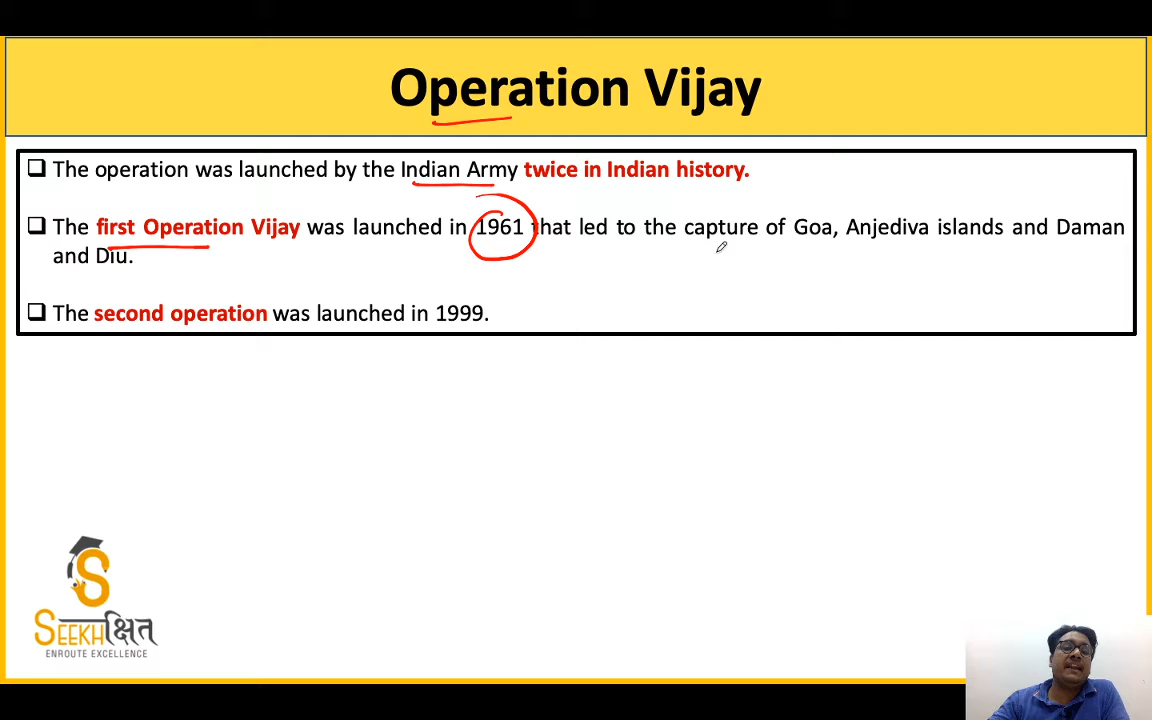 Operation Vijay
❑ The operation was launched by the Indian Army twice in Indian history.
❑ The first Operation Vijay was launched in 1961 that led to the capture of Goa, Anjediva islands and Daman
and Diu.
❑ The second operation was launched in 1999.
S
SEEKHक्षित
ENROUTE EXCELLENCE